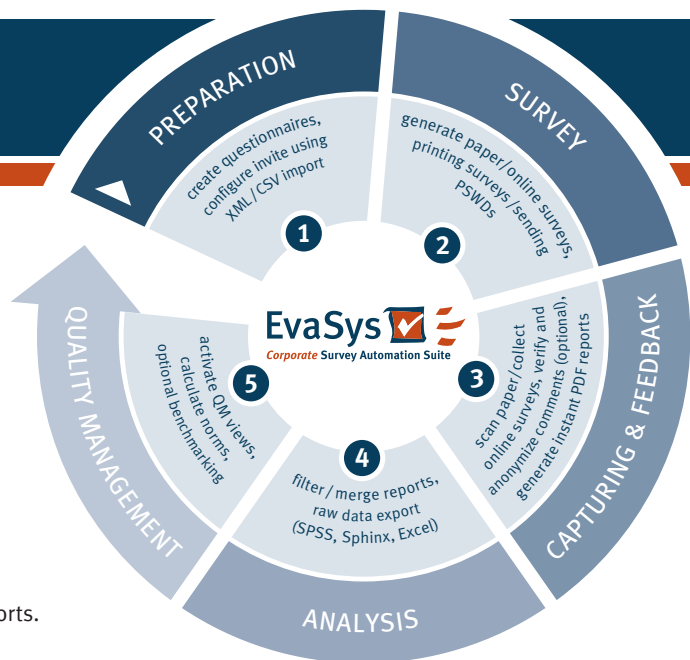 PREPARATION
create questionnaires,
configure invite using
XML/CSV import
1
SURVEY
generate paper/online surveys,
printing surveys/sending
PSWDs
2
CAPTURING & FEEDBACK
scan paper/collect
online surveys, verify and
anonymize comments (optional),
generate instant PDF reports
3
ANALYSIS
4
filter/merge reports,
raw data export
(SPSS, Sphinx, Excel)
QUALITY MANAGEMENT
5
activate QM views,
calculate norms,
optional benchmarking
EvaSys
Corporate Survey Automation Suite
orts.